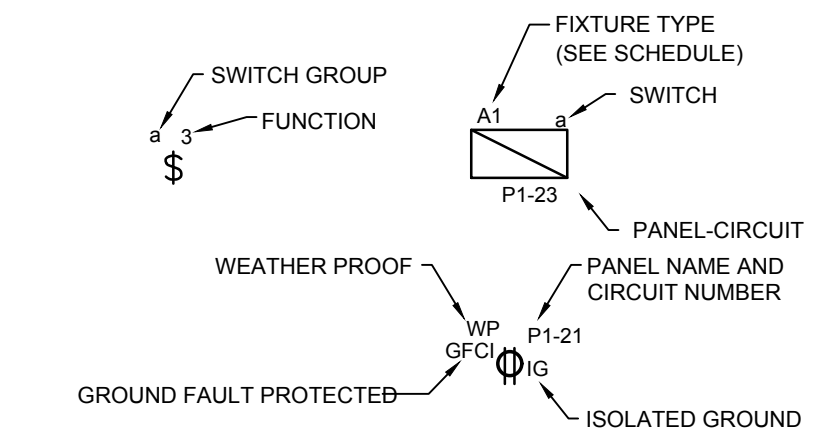 FIXTURE TYPE
(SEE SCHEDULE)
SWITCH GROUP
SWITCH
A1
a
FUNCTION
a 3
$
P1-23
PANEL-CIRCUIT
WEATHER PROOF
PANEL NAME AND
CIRCUIT NUMBER
WP
P1-21
GFCI
IG
GROUND FAULT PROTECTED
ISOLATED GROUND